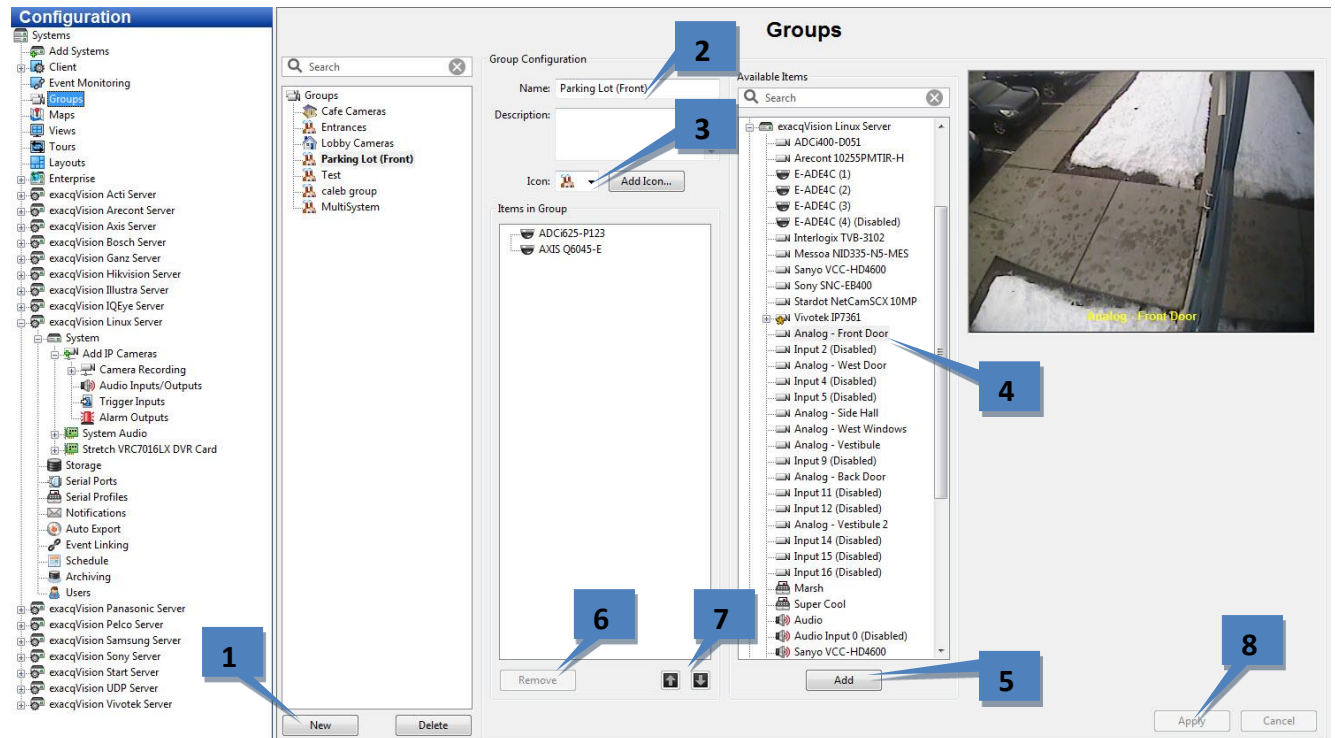 Configuration
Systems
Add Systems
Client
Event Monitoring
Groups
Maps
Views
Tours
Layouts
Enterprise
exacqVision Acti Server
exacqVision Arecont Server
exacqVision Axis Server
exacqVision Bosch Server
exacqVision Ganz Server
exacqVision Hikvision Server
exacqVision Illustra Server
exacqVision IQEye Server
exacqVision Linux Server
System
Add IP Cameras
Camera Recording
Audio Inputs/Outputs
Trigger Inputs
Alarm Outputs
System Audio
Stretch VRC7016LX DVR Card
Storage
Serial Ports
Serial Profiles
Notifications
Auto Export
Event Linking
Schedule
Archiving
Users
exacqVision Panasonic Server
exacqVision Pelco Server
exacqVision Samsung Server
exacqVision Sony Server
exacqVision Start Server
exacqVision UDP Server
exacqVision Vivotek Server
1
Search
Groups
Cafe Cameras
Entrances
Lobby Cameras
Parking Lot (Front)
Test
caleb group
MultiSystem
New
Delete
Groups
Group Configuration
2
Name: Parking Lot (Front)
Description:
3
Icon:
Add Icon...
Items in Group
ADCi625-P123
AXIS Q6045-E
6
7
Remove
Available Items
Search
exacqVision Linux Server
ADCi400-D051
Arecont 10255PMTIR-H
E-ADE4C (1)
E-ADE4C (2)
E-ADE4C (3)
E-ADE4C (4) (Disabled)
Interlogix TVB-3102
Messoa NID335-N5-MES
Sanyo VCC-HD4600
Sony SNC-EB400
Stardot NetCamSCX 10MP
Vivotek IP7361
Analog - Front Door
Input 2 (Disabled)
Analog - West Door
Input 4 (Disabled)
Input 5 (Disabled)
Analog - Side Hall
Analog - West Windows
Analog - Vestibule
Input 9 (Disabled)
Analog - Back Door
Input 11 (Disabled)
Input 12 (Disabled)
Analog - Vestibule 2
Input 14 (Disabled)
Input 15 (Disabled)
Input 16 (Disabled)
Marsh
Super Cool
Audio
Audio Input 0 (Disabled)
Sanyo VCC-HD4600
Add
4
5
Analog - Front Door
8
Apply
Cancel